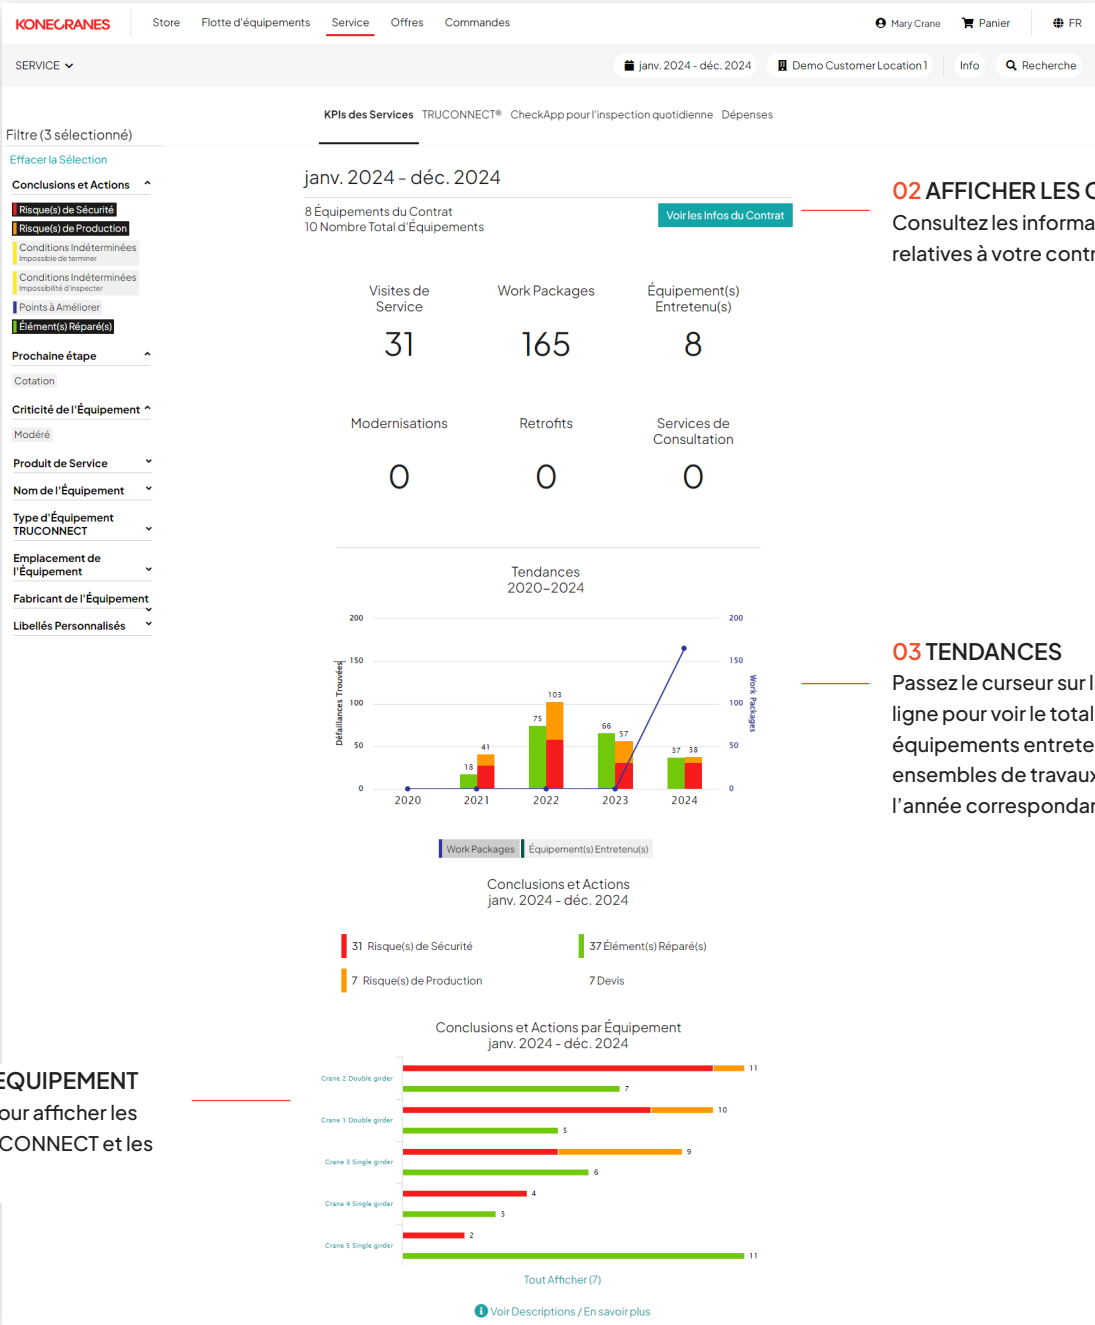 KONECRANES
Store Flotte d'équipements Service Offres Commandes
Mary Crane Panier FR
SERVICE
janv. 2024 - déc. 2024 Demo Customer Location 1 Info Recherche
KPIs des Services TRUCONNECT® CheckApp pour l'inspection quotidienne Dépenses
Filtre (3 sélectionné)
Effacer la Sélection
Conclusions et Actions
Risque(s) de Sécurité
Risque(s) de Production
Conditions Indéterminées
Impossible de terminer
Conditions Indéterminées
Impossibilité d'inspecter
Points à Améliorer
Élément(s) Réparé(s)
Prochaine étape
Cotation
Criticité de l'Équipement
Modéré
Produit de Service
Nom de l'Équipement
Type d'Équipement
TRUCONNECT
Emplacement de
l'Équipement
Fabricant de l'Équipement
Libellés Personnalisés
janv. 2024 - déc. 2024
8 Équipements du Contrat
10 Nombre Total d'Équipements
Voir les Infos du Contrat
Visites de
Service
31
Work Packages
165
Équipement(s)
Entretenu(s)
8
Modernisations
0
Retrofits
0
Services de
Consultation
0
Tendances
2020–2024
200 200
150 150
100 100
50 50
0 0
Défaillances Trouvées
Work Packages
18 41 75 103 66 57 37 38
2020 2021 2022 2023 2024
Work Packages Équipement(s) Entretenu(s)
Conclusions et Actions
janv. 2024 - déc. 2024
31 Risque(s) de Sécurité 37 Élément(s) Réparé(s)
7 Risque(s) de Production 7 Devis
Conclusions et Actions par Équipement
janv. 2024 - déc. 2024
Crane 2 Double girder 11
7
Crane 1 Double girder 10
5
Crane 3 Single girder 9
6
Crane 4 Single girder 4
3
Crane 5 Single girder 2
11
Tout Afficher (7)
Voir Descriptions / En savoir plus
02 AFFICHER LES
Consultez les informa
relatives à votre contr
03 TENDANCES
Passez le curseur sur l
ligne pour voir le total
équipements entrete
ensembles de travaux
l'année correspondan
EQUIPEMENT
our afficher les
CONNECT et les